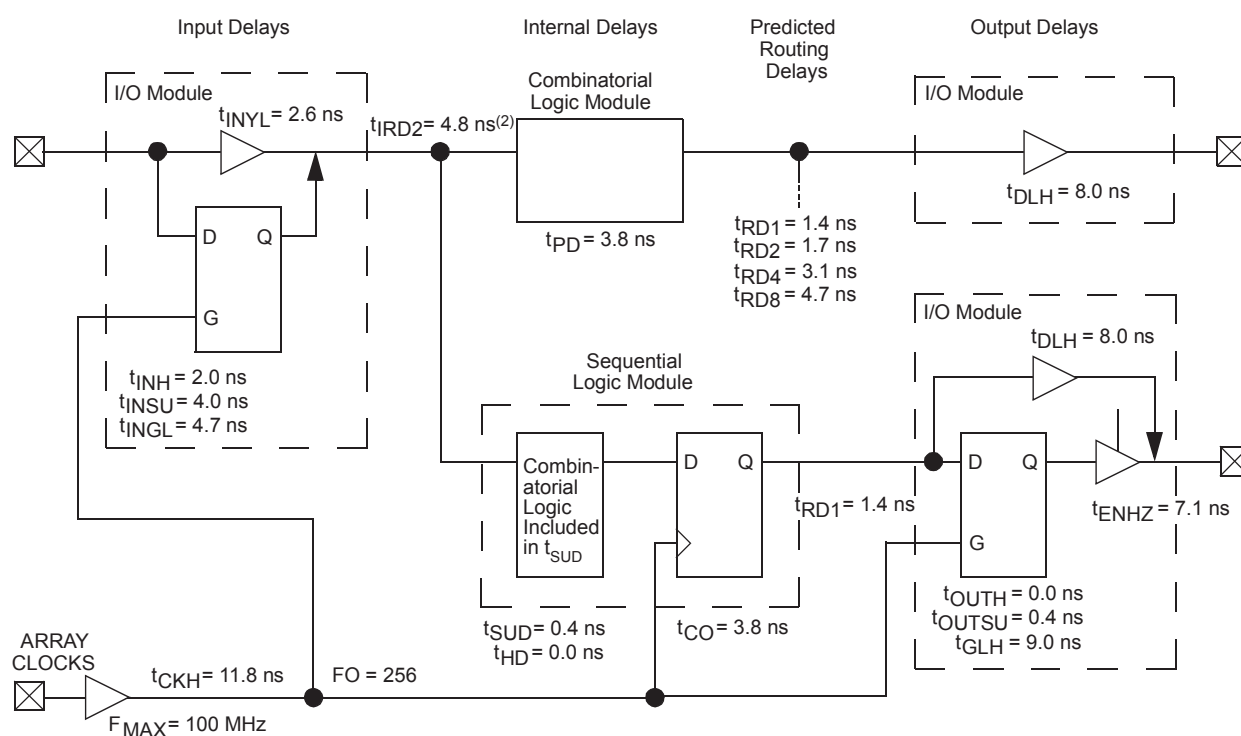 Input Delays
Internal Delays
Predicted
Routing
Delays
Output Delays
I/O Module
tINYL = 2.6 ns
tIRD2 = 4.8 ns(2)
Combinatorial
Logic Module
I/O Module
tDLH = 8.0 ns
D Q
G
tPD = 3.8 ns
tRD1 = 1.4 ns
tRD2 = 1.7 ns
tRD4 = 3.1 ns
tRD8 = 4.7 ns
tINH = 2.0 ns
tINSU = 4.0 ns
tINGL = 4.7 ns
Sequential
Logic Module
I/O Module
tDLH = 8.0 ns
Combin-
atorial
Logic
Included
in tSUD
D Q
tRD1 = 1.4 ns
D Q
G
tENHZ = 7.1 ns
tSUD = 0.4 ns
tHD = 0.0 ns
tCO = 3.8 ns
tOUTH = 0.0 ns
tOUTSU = 0.4 ns
tGLH = 9.0 ns
ARRAY
CLOCKS
tCKH = 11.8 ns
FO = 256
FMAX = 100 MHz